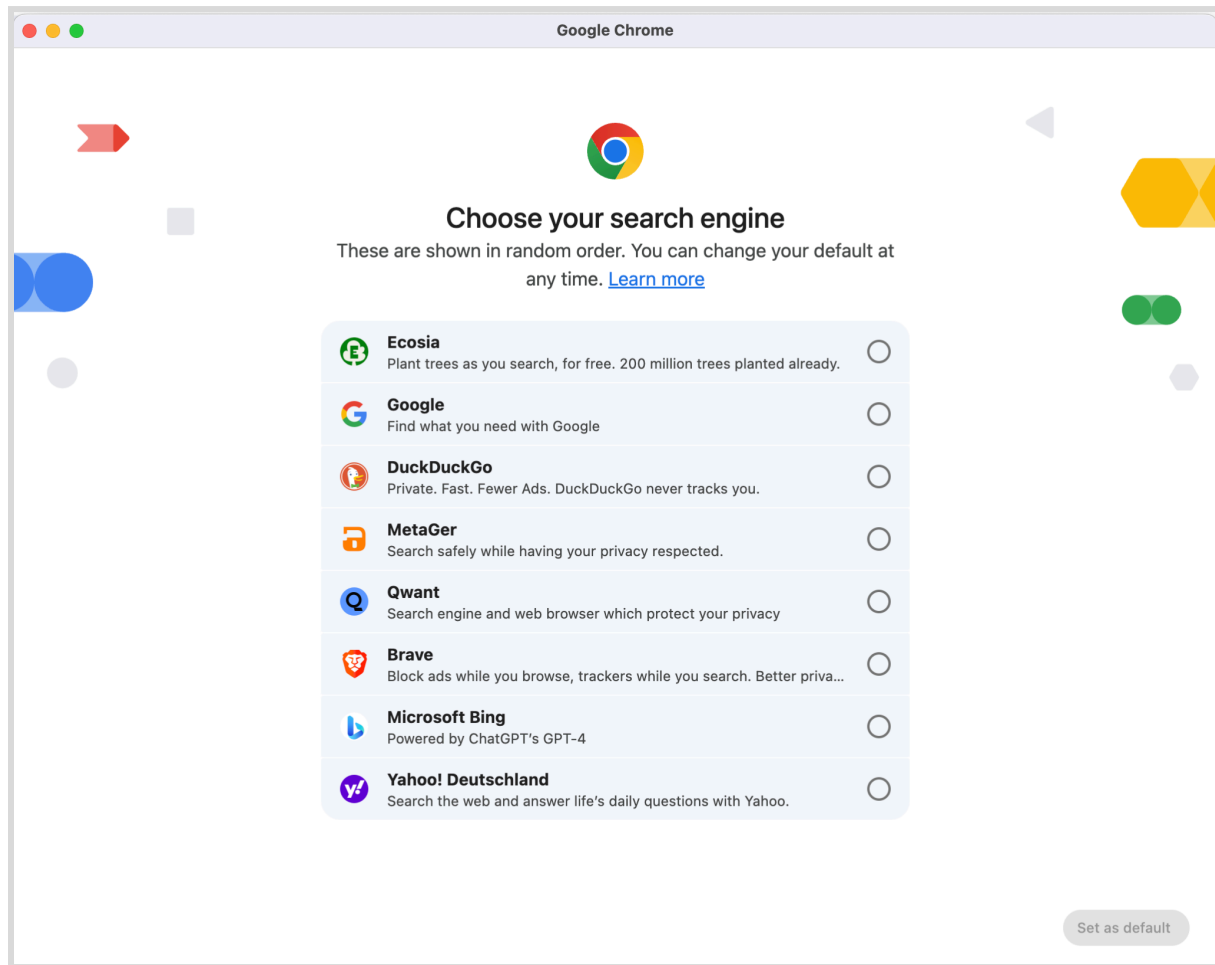 Google Chrome
Choose your search engine
These are shown in random order. You can change your default at
any time. Learn more
Ecosia
Plant trees as you search, for free. 200 million trees planted already.
Google
Find what you need with Google
DuckDuckGo
Private. Fast. Fewer Ads. DuckDuckGo never tracks you.
MetaGer
Search safely while having your privacy respected.
Qwant
Search engine and web browser which protect your privacy
Brave
Block ads while you browse, trackers while you search. Better priva...
Microsoft Bing
Powered by ChatGPT’s GPT-4
Yahoo! Deutschland
Search the web and answer life’s daily questions with Yahoo.
Set as default